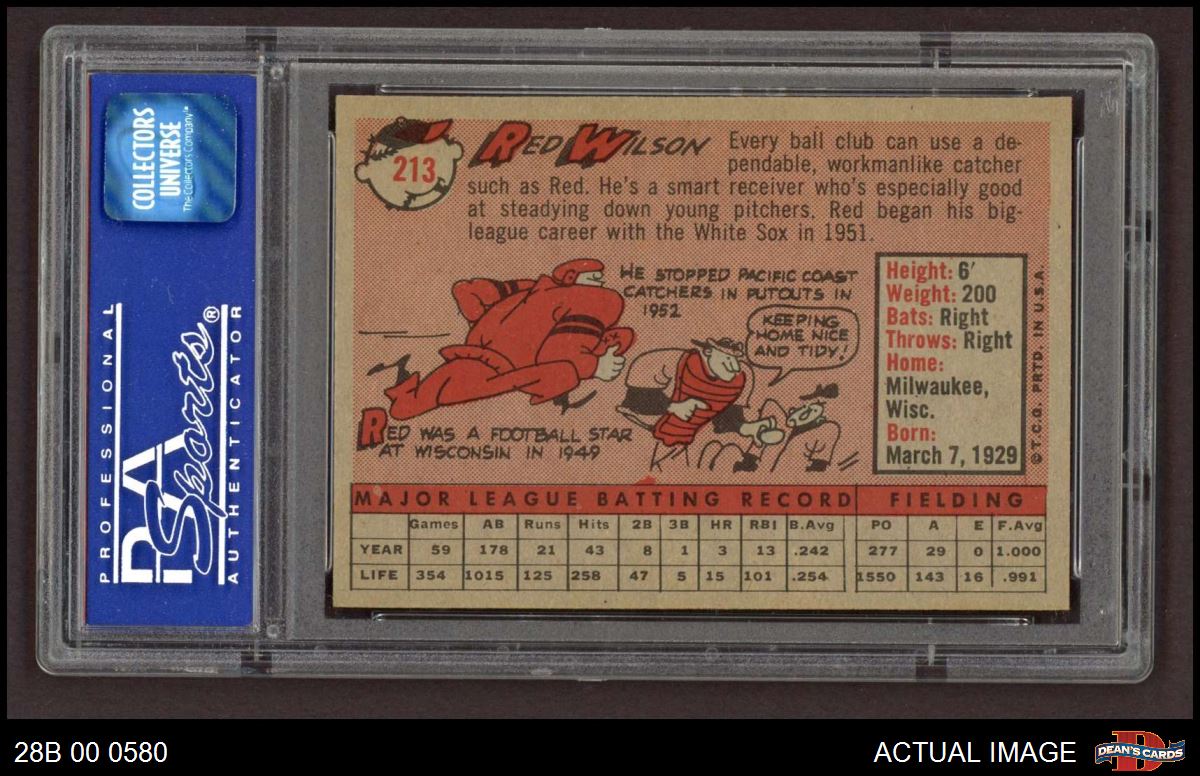 COLLECTORS
UNIVERSE
The Collectors Company™
PROFESSIONAL
PSA
Sports®
AUTHENTICATOR
213
RED WILSON
Every ball club can use a de-
pendable, workmanlike catcher
such as Red. He's a smart receiver who's especially good
at steadying down young pitchers. Red began his big-
league career with the White Sox in 1951.
HE STOPPED PACIFIC COAST
CATCHERS IN PUTOUTS IN
1952
KEEPING
HOME NICE
AND TIDY!
RED WAS A FOOTBALL STAR
AT WISCONSIN IN 1949
Height: 6'
Weight: 200
Bats: Right
Throws: Right
Home:
Milwaukee,
Wisc.
Born:
March 7, 1929
© T.C.G. PRTD. IN U.S.A.
MAJOR LEAGUE BATTING RECORD FIELDING
Games AB Runs Hits 2B 3B HR RBI B.Avg PO A E F.Avg
YEAR 59 178 21 43 8 1 3 13 .242 277 29 0 1.000
LIFE 354 1015 125 258 47 5 15 101 .254 1550 143 16 .991
28B 00 0580
ACTUAL IMAGE
DEAN'S CARDS